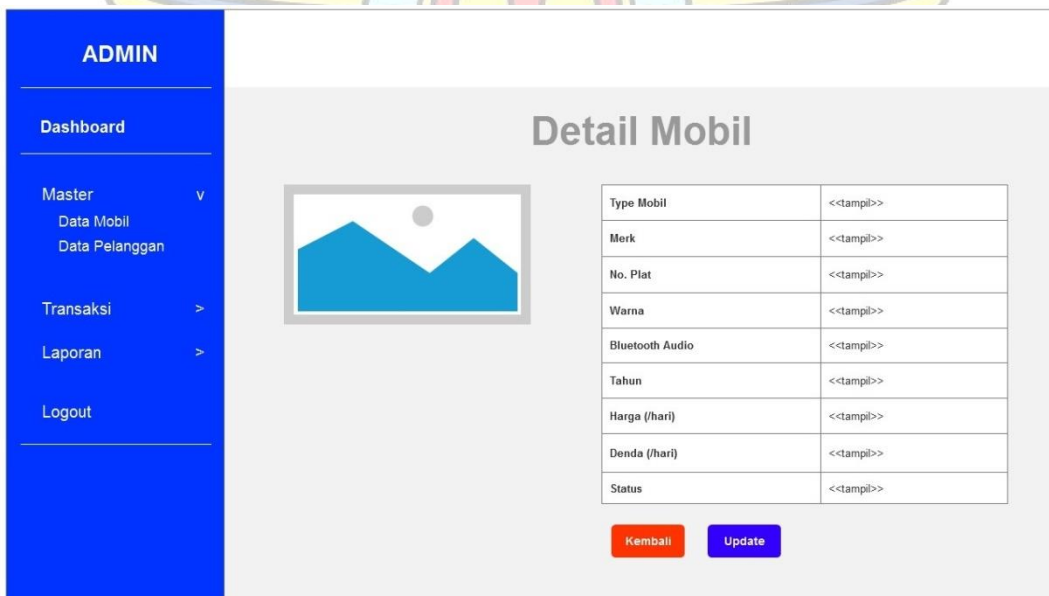 ADMIN
Dashboard
Master v
Data Mobil
Data Pelanggan
Transaksi >
Laporan >
Logout
Detail Mobil
Type Mobil <<tampil>>
Merk <<tampil>>
No. Plat <<tampil>>
Warna <<tampil>>
Bluetooth Audio <<tampil>>
Tahun <<tampil>>
Harga (/hari) <<tampil>>
Denda (/hari) <<tampil>>
Status <<tampil>>
Kembali Update